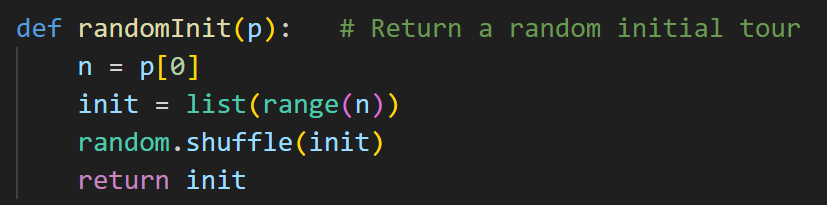 def randomInit(p):   # Return a random initial tour
    n = p[0]
    init = list(range(n))
    random.shuffle(init)
    return init